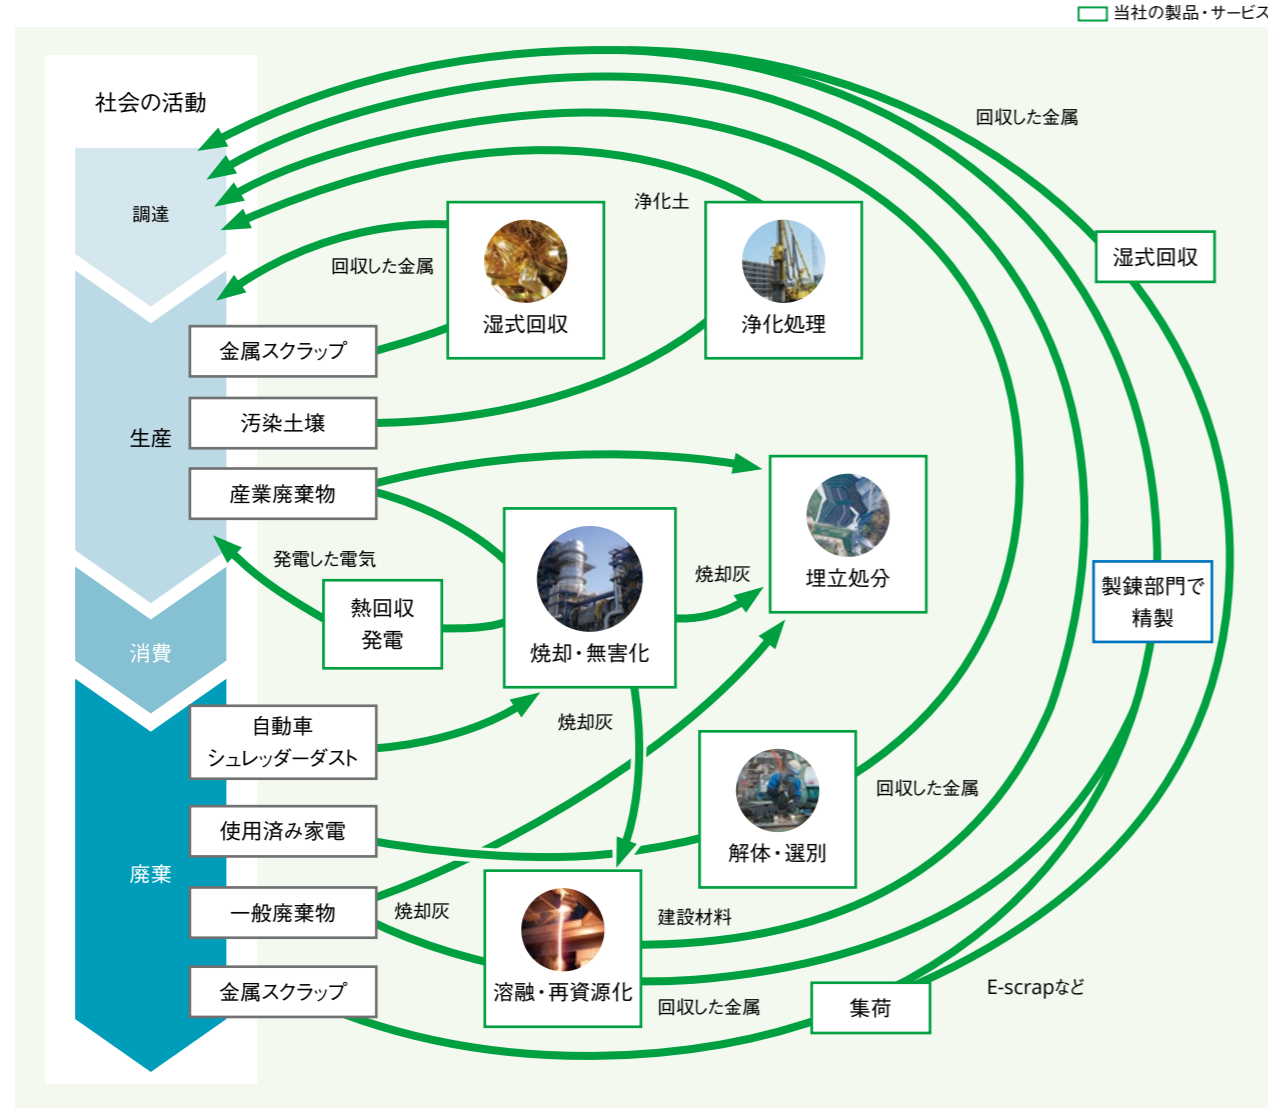 当社の製品・サービス
社会の活動
回収した金属
調達
浄化土
湿式回収
回収した金属
湿式回収
浄化処理
金属スクラップ
汚染土壌
生産
産業廃棄物
発電した電気
焼却灰
埋立処分
熱回収
発電
製錬部門で
精製
焼却・無害化
消費
自動車
シュレッダーダスト
焼却灰
回収した金属
使用済み家電
解体・選別
廃棄
一般廃棄物
焼却灰
建設材料
溶融・再資源化
金属スクラップ
回収した金属
集荷
E-scrapなど